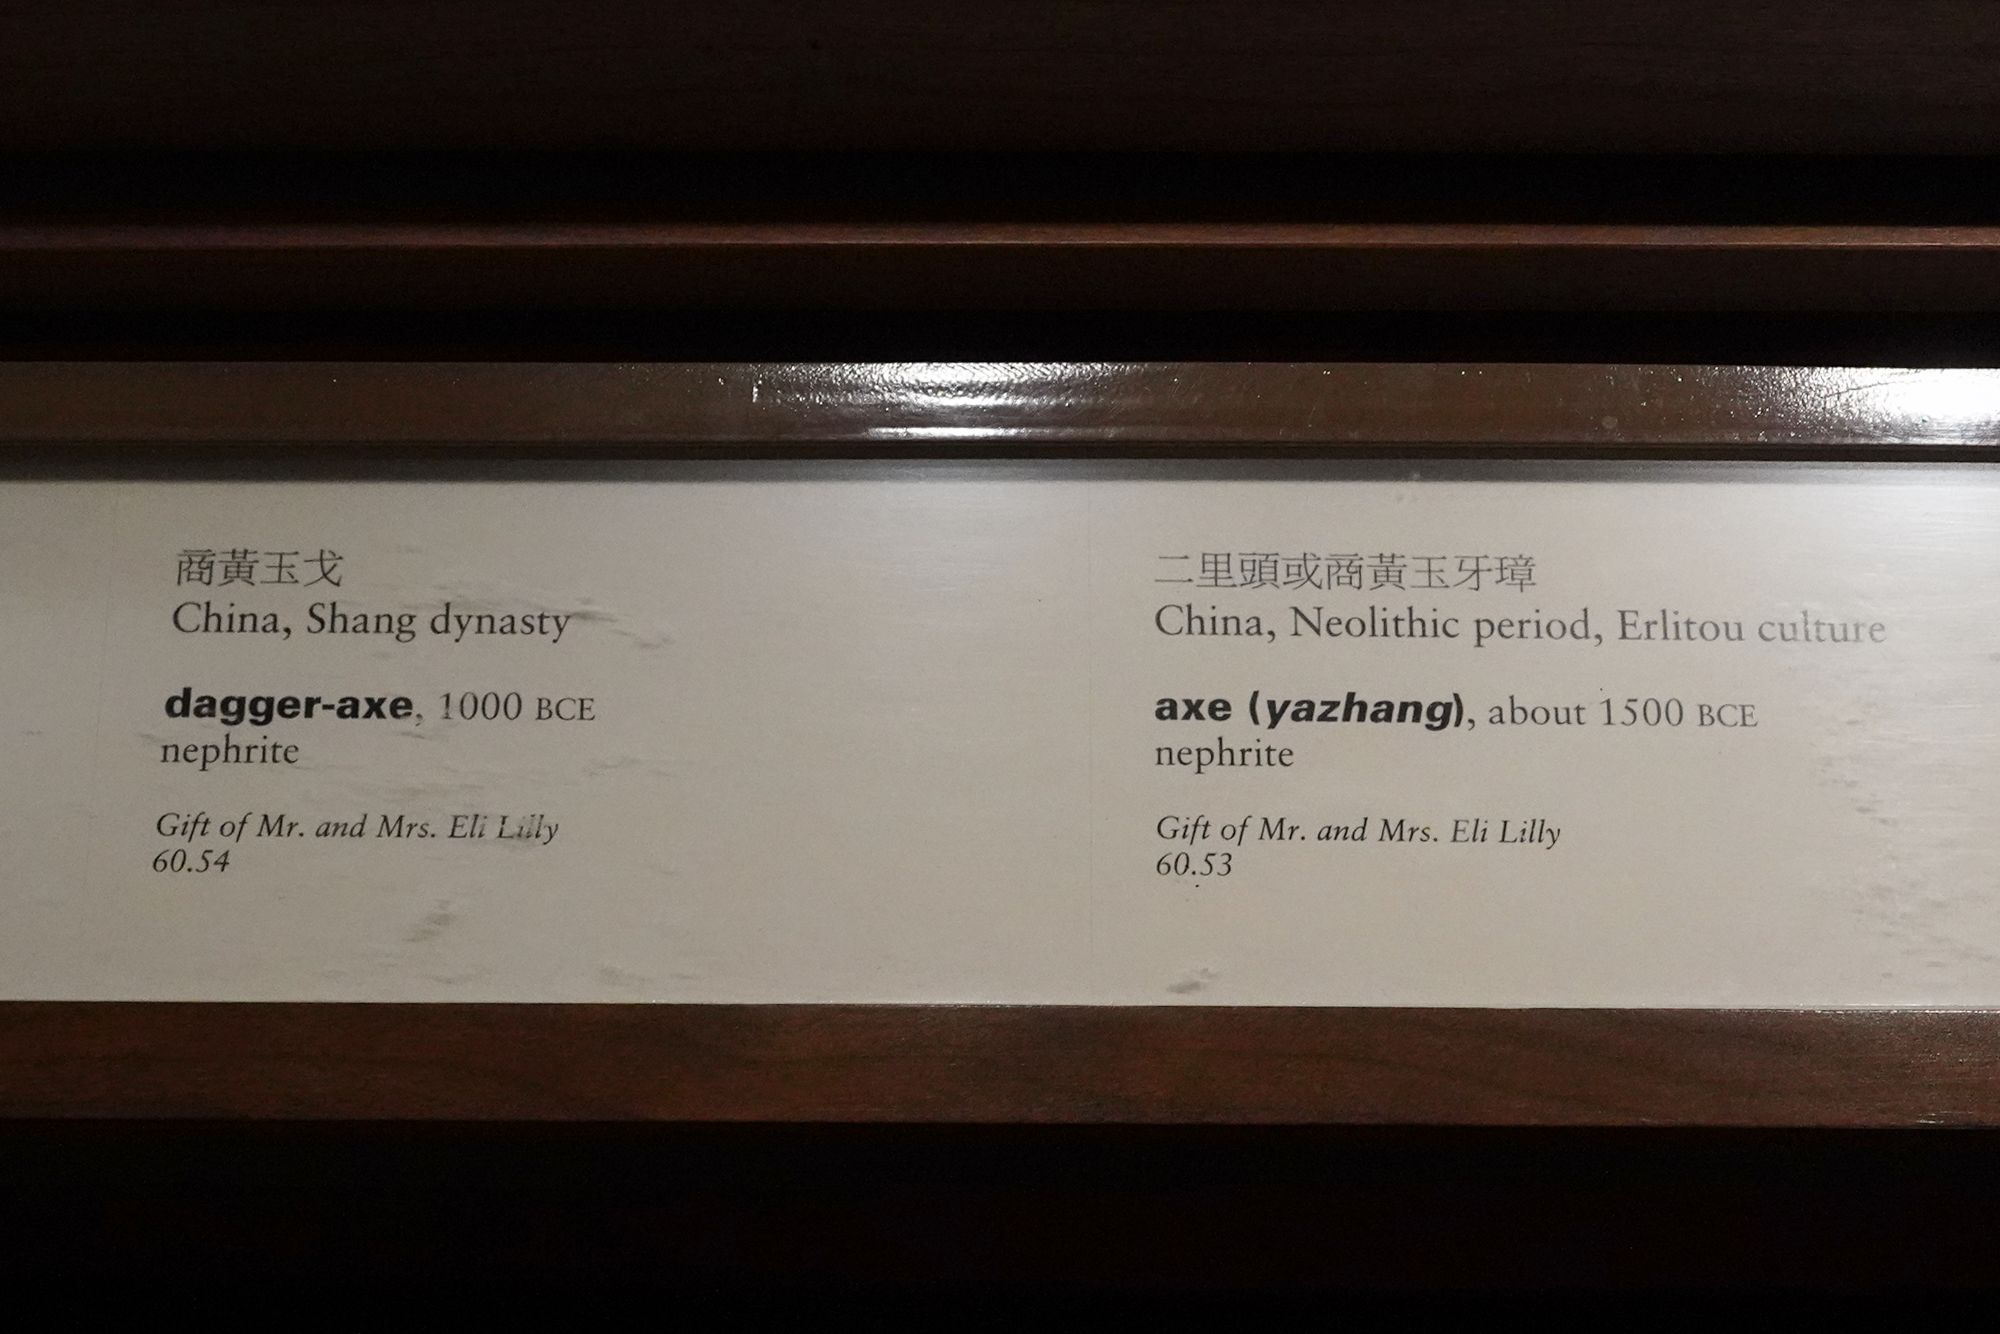 商黃玉戈
China, Shang dynasty
dagger-axe, 1000 BCE
nephrite
Gift of Mr. and Mrs. Eli Lilly
60.54
二里頭或商黃玉牙璋
China, Neolithic period, Erlitou culture
axe (yazhang), about 1500 BCE
nephrite
Gift of Mr. and Mrs. Eli Lilly
60.53